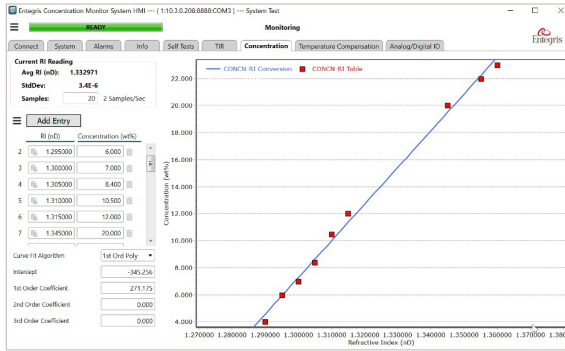 Entegris Concentration Monitor System HMI --- ( 1:10.3.0.208:8888:COM3 ) --- System Test
READY
Monitoring
Entegris
Connect System Alarms Info Self Tests TIR Concentration Temperature Compensation Analog/Digital IO
Current RI Reading
Avg RI (nD): 1.332971
StdDev: 3.4E-6
Samples: 20 2 Samples/Sec
Add Entry
RI (nD) Concentration (wt%)
2 1.295000 6.000
3 1.300000 7.000
4 1.305000 8.400
5 1.310000 10.500
6 1.315000 12.000
7 1.345000 20.000
Curve Fit Algorithm 1st Ord Poly
Intercept -345.256
1st Order Coefficient 271.175
2nd Order Coefficient 0.000
3rd Order Coefficient 0.000
CONCN-RI Conversion CONCN-RI Table
Concentration (wt%)
22.000
20.000
18.000
16.000
14.000
12.000
10.000
8.000
6.000
4.000
1.270000 1.280000 1.290000 1.300000 1.310000 1.320000 1.330000 1.340000 1.350000 1.360000 1.370000 1.380
Refractive Index (nD)